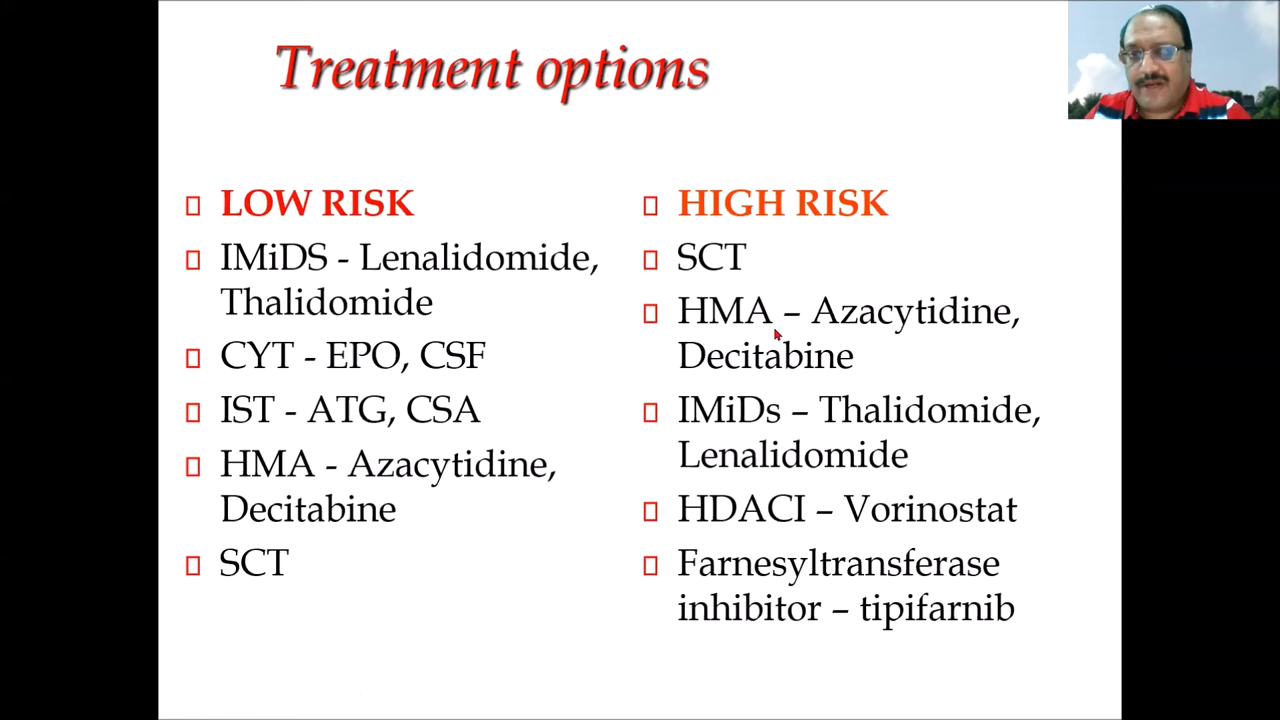 Treatment options
LOW RISK
IMiDS - Lenalidomide,
Thalidomide
CYT - EPO, CSF
IST - ATG, CSA
HMA - Azacytidine,
Decitabine
SCT
HIGH RISK
SCT
HMA – Azacytidine,
Decitabine
IMiDs – Thalidomide,
Lenalidomide
HDACI – Vorinostat
Farnesyltransferase
inhibitor – tipifarnib